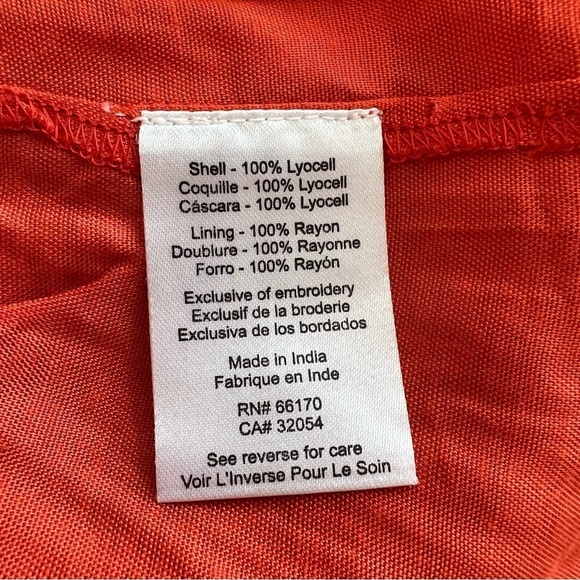 Shell - 100% Lyocell
Coquille - 100% Lyocell
Cáscara - 100% Lyocell
Lining - 100% Rayon
Doublure - 100% Rayonne
Forro - 100% Rayón
Exclusive of embroidery
Exclusif de la broderie
Exclusiva de los bordados
Made in India
Fabrique en Inde
RN# 66170
CA# 32054
See reverse for care
Voir L'Inverse Pour Le Soin